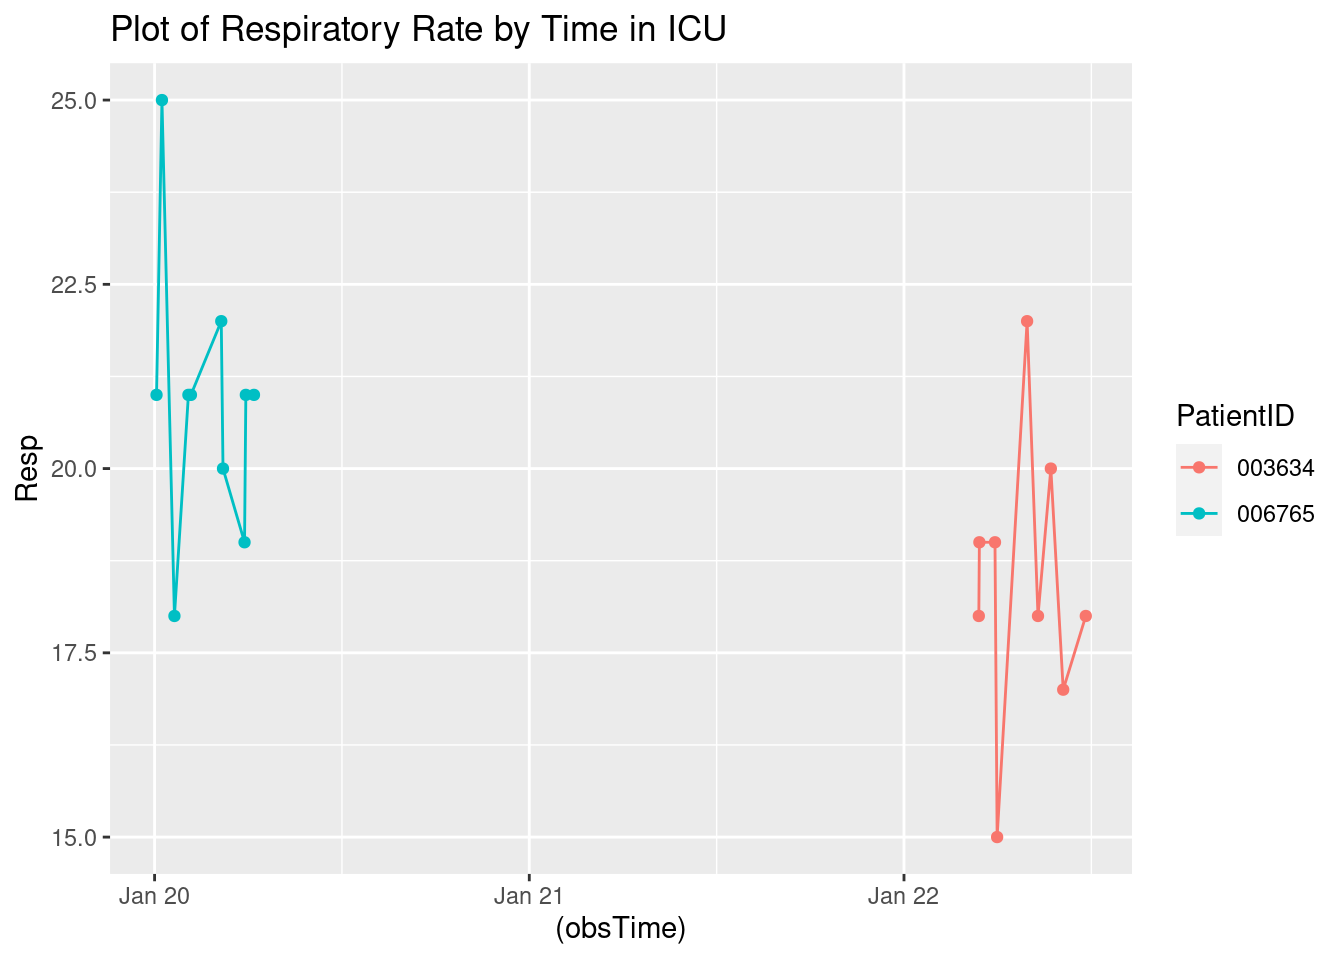 Plot of Respiratory Rate by Time in ICU
25.0
22.5
20.0
17.5
15.0
Resp
Jan 20
Jan 21
Jan 22
(obsTime)
PatientID
003634
006765